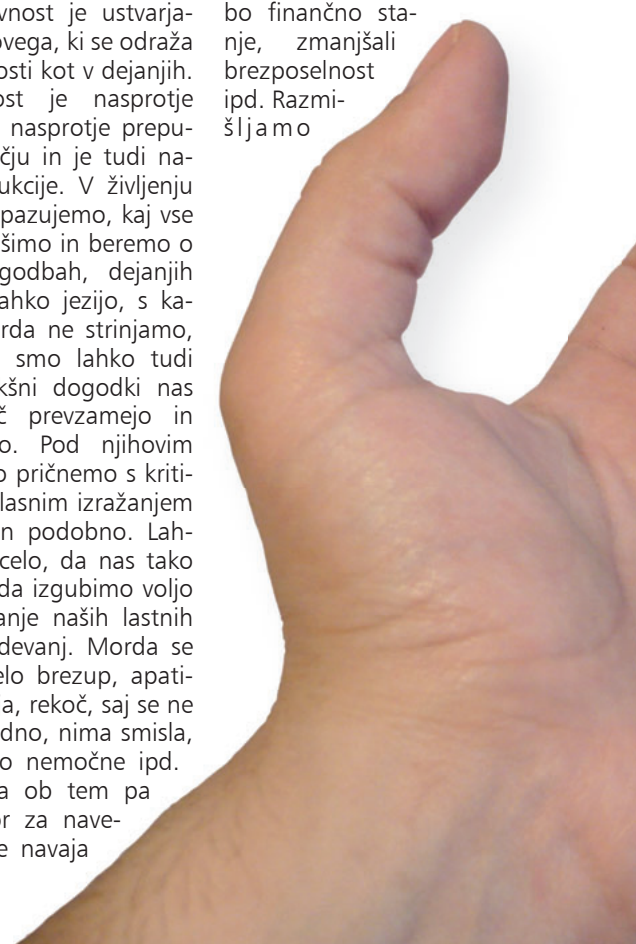 vnost je ustvarja-
ovega, ki se odraža
osti kot v dejanjih.
ost je nasprotje
nasprotje prepu-
čju in je tudi na-
ukcije. V življenju
pazujemo, kaj vse
šimo in beremo o
godbah, dejanjih
ahko jezijo, s ka-
rda ne strinjamo,
smo lahko tudi
kšni dogodki nas
č prevzamejo in
o. Pod njihovim
o pričnemo s kriti-
lasnim izražanjem
n podobno. Lah-
celo, da nas tako
da izgubimo voljo
anje naših lastnih
devanj. Morda se
elo brezup, apati-
a, rekoč, saj se ne
dno, nima smisla,
o nemočne ipd.
a ob tem pa
or za nave-
e navaja
bo finančno sta-
nje, zmanjšali
brezposelnost
ipd. Razmi-
šljamo